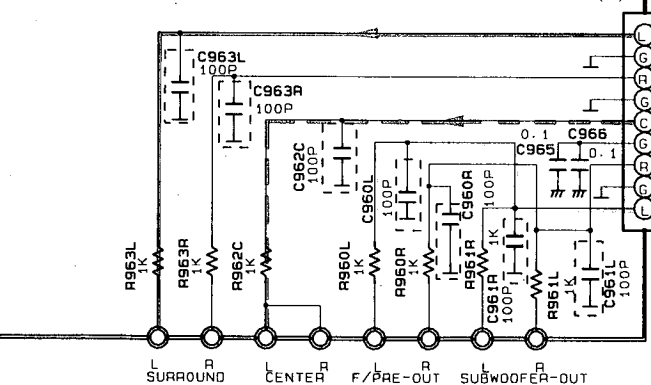 C963L
100P
C963R
100P
C962C
100P
C960L
100P
C960R
100P
0.1
C965
C966
0.1
L
G
R
G
C
G
R
G
L
R963L
1K
R963R
1K
R962C
1K
R960L
1K
R960R
1K
R961R
1K
C961R
100P
R961L
1K
C961L
100P
L R L R L R L R
SURROUND CENTER F/PRE-OUT SUBWOOFER-OUT